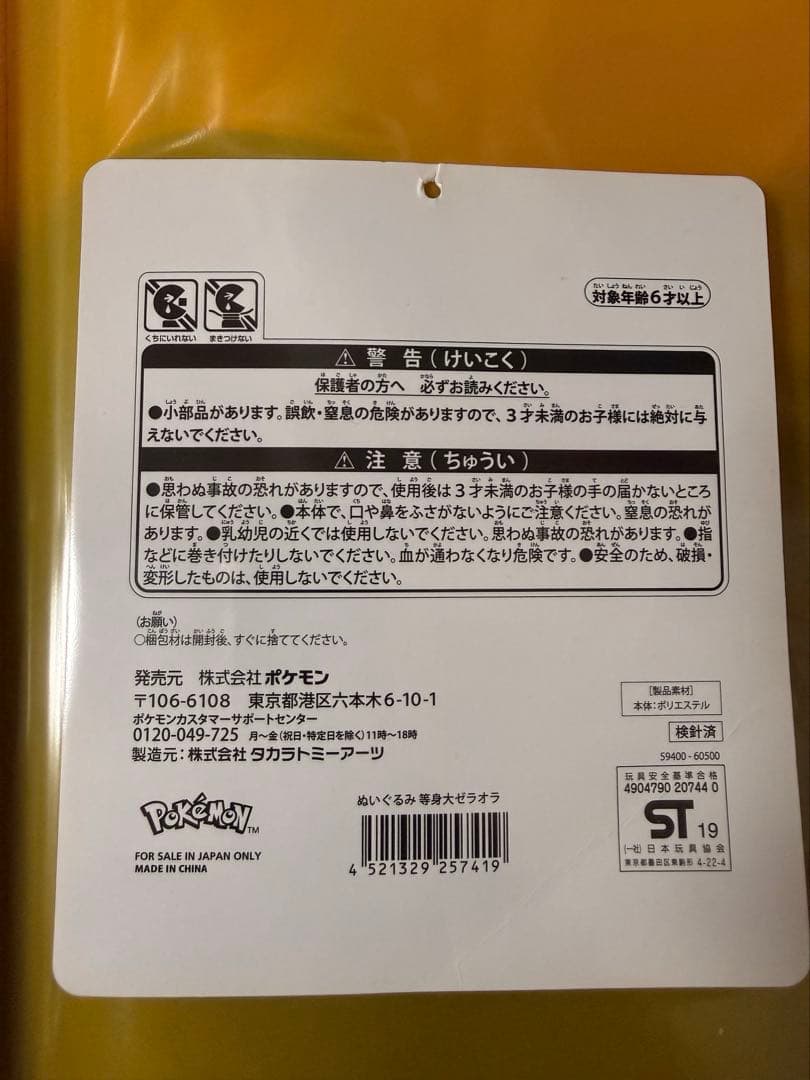 くちにいれない まきつけない
対象年齢6才以上
⚠ 警告(けいこく)
保護者の方へ 必ずお読みください。
●小部品があります。誤飲・窒息の危険がありますので、3才未満のお子様には絶対に与
えないでください。
⚠ 注意(ちゅうい)
●思わぬ事故の恐れがありますので、使用後は3才未満のお子様の手の届かないところ
に保管してください。●本体で、口や鼻をふさがないようにご注意ください。窒息の恐れが
あります。●乳幼児の近くでは使用しないでください。思わぬ事故の恐れがあります。●指
などに巻き付けたりしないでください。血が通わなくなり危険です。●安全のため、破損・
変形したものは、使用しないでください。
(お願い)
○梱包材は開封後、すぐに捨ててください。
発売元 株式会社ポケモン
〒106-6108 東京都港区六本木6-10-1
ポケモンカスタマーサポートセンター
0120-049-725 月~金(祝日・特定日を除く)11時~18時
製造元:株式会社タカラトミーアーツ
[製品素材]
本体:ポリエステル
検針済
59400-60500
POKéMON™
FOR SALE IN JAPAN ONLY
MADE IN CHINA
ぬいぐるみ 等身大ゼラオラ
4 521329 257419
玩具安全基準合格
4904790 20744 0
ST 19
(一社)日本玩具協会
東京都墨田区東駒形 4-22-4